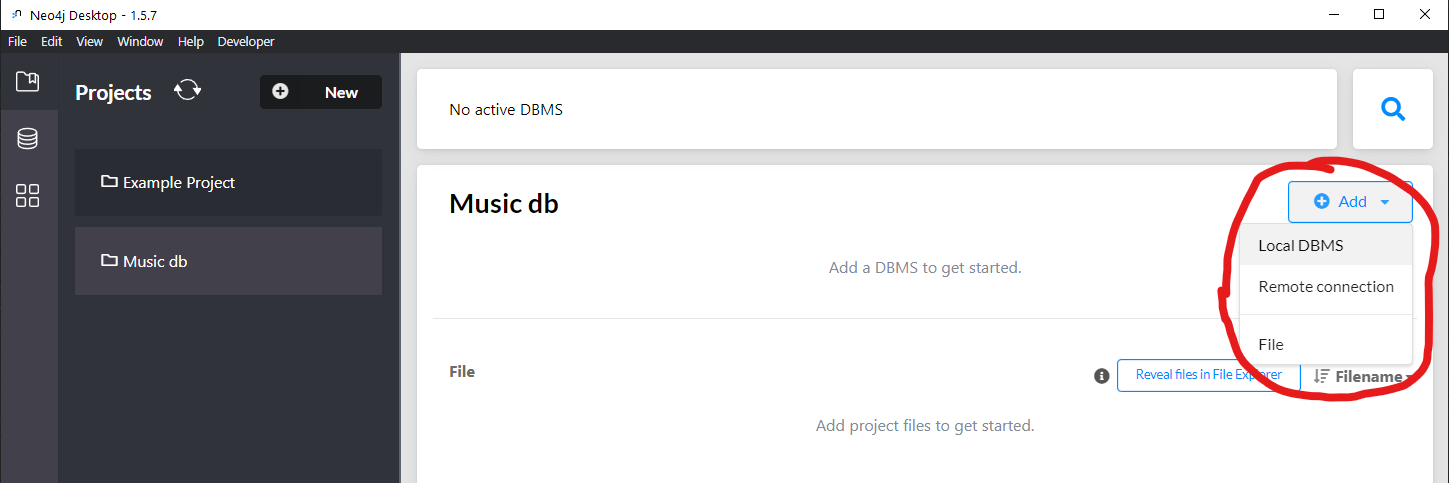 Neo4j Desktop - 1.5.7
File Edit View Window Help Developer
Projects
New
Example Project
Music db
No active DBMS
Music db
Add
Local DBMS
Remote connection
File
Add a DBMS to get started.
File
Reveal files in File Explorer
Filename
Add project files to get started.